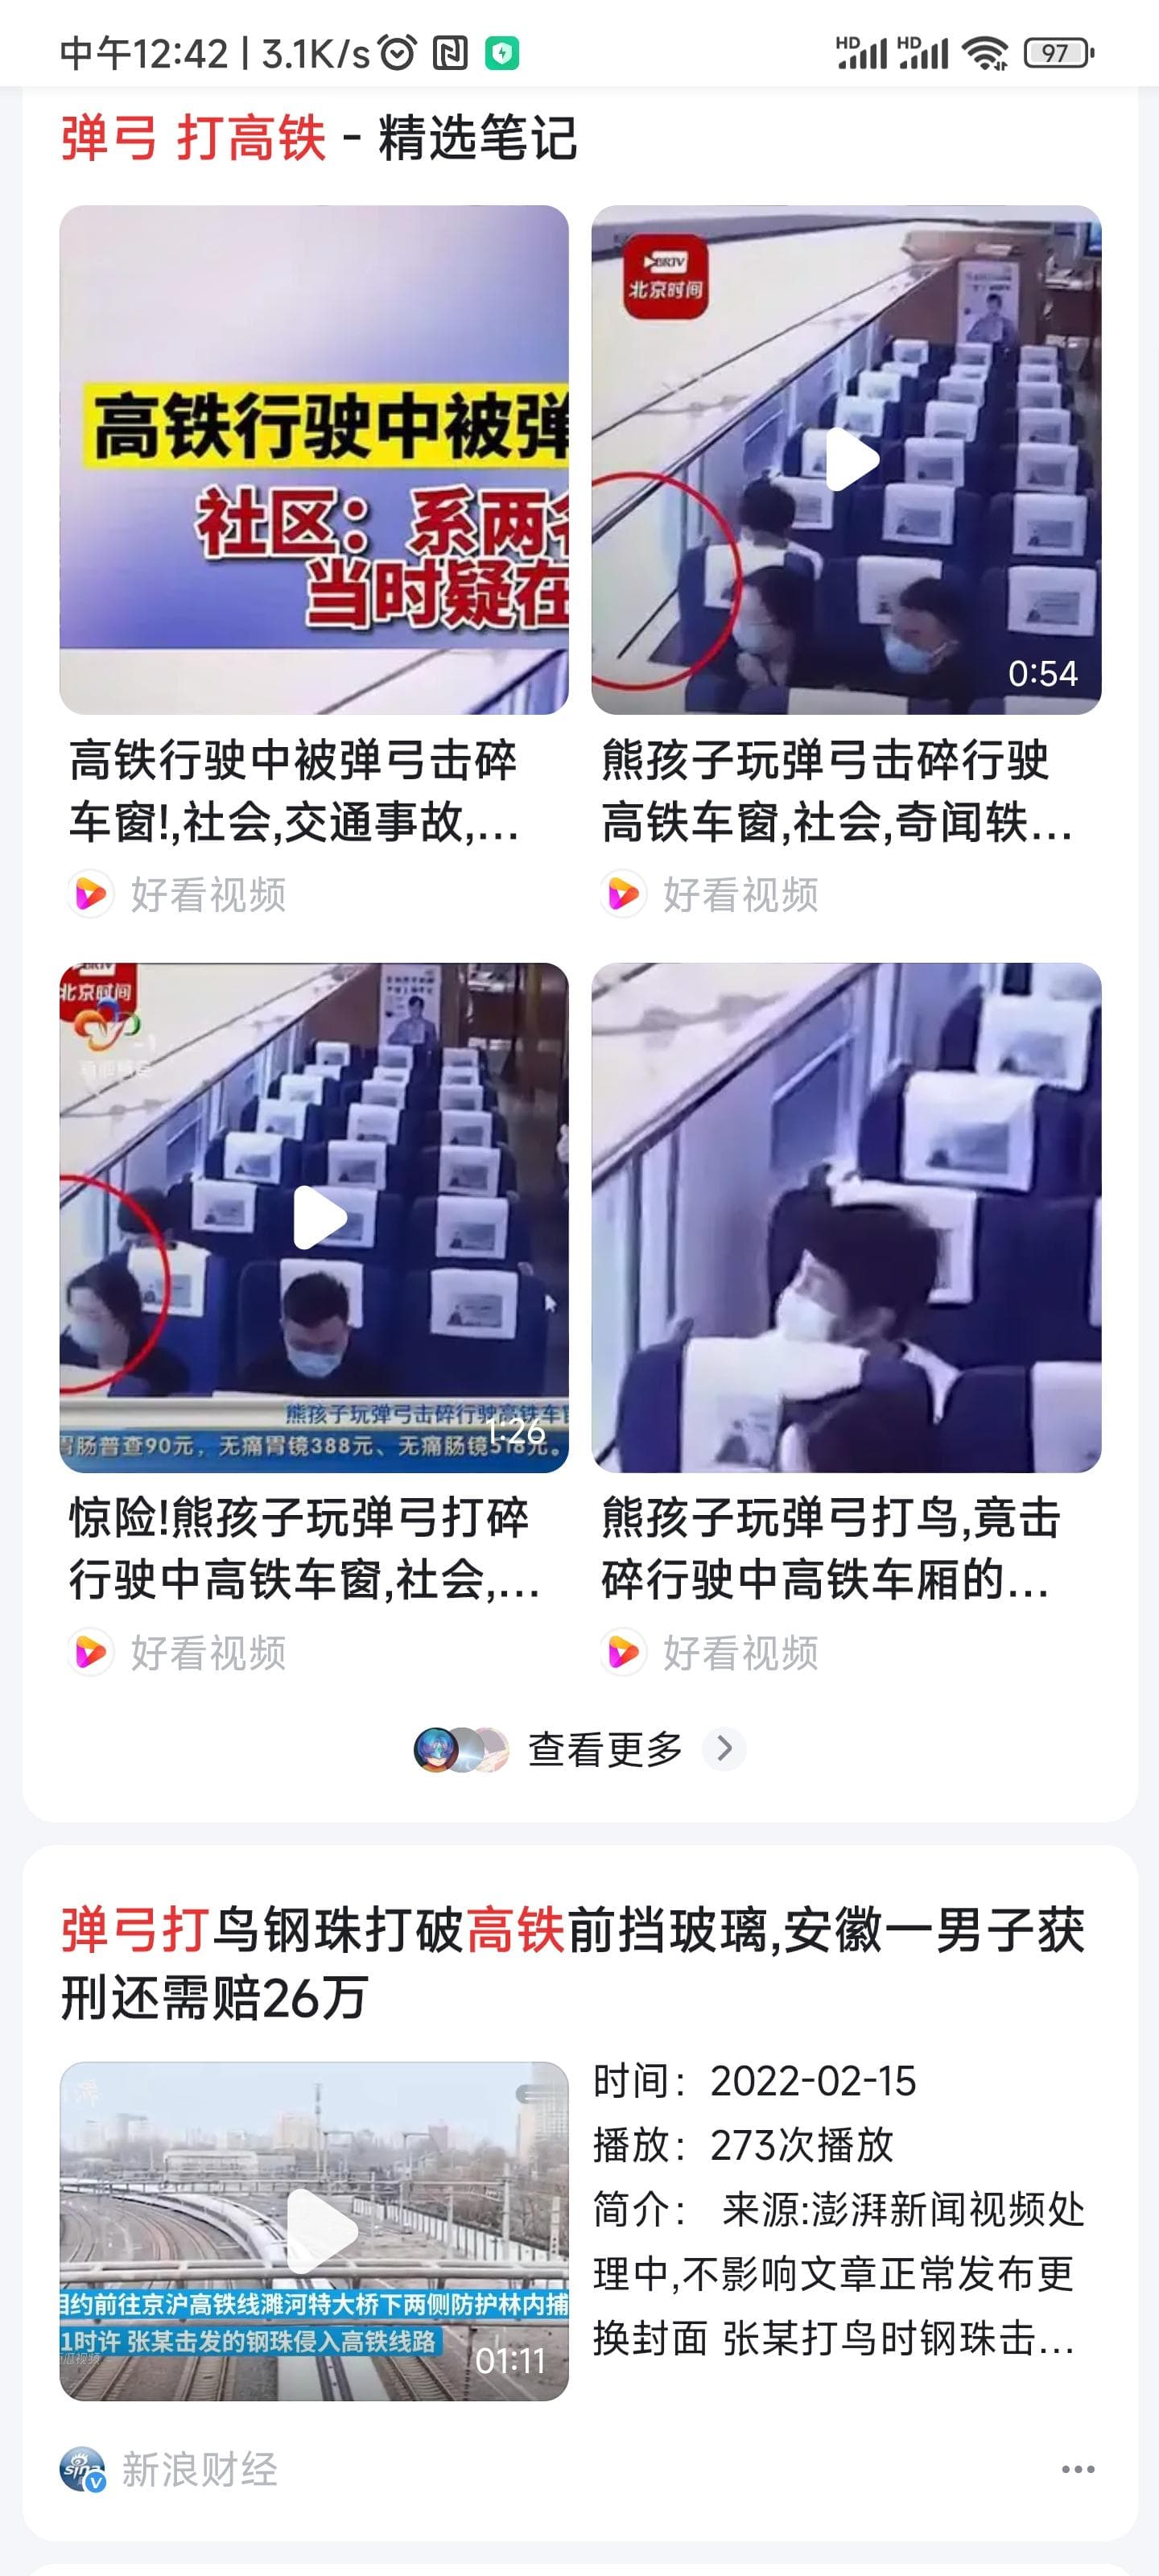 中午12:42 | 3.1K/s
HD HD 97
弹弓 打高铁 - 精选笔记
高铁行驶中被弹
社区：系两名
当时疑在
BRTV
北京时间
0:54
高铁行驶中被弹弓击碎
车窗!,社会,交通事故,...
好看视频
熊孩子玩弹弓击碎行驶
高铁车窗,社会,奇闻轶...
好看视频
北京时间
熊孩子玩弹弓击碎行驶高铁车窗
1:26
胃肠普查90元，无痛胃镜388元、无痛肠镜518元。
惊险!熊孩子玩弹弓打碎
行驶中高铁车窗,社会,...
好看视频
熊孩子玩弹弓打鸟,竟击
碎行驶中高铁车厢的...
好看视频
查看更多
弹弓打鸟钢珠打破高铁前挡玻璃,安徽一男子获
刑还需赔26万
相约前往京沪高铁线濉河特大桥下两侧防护林内捕
1时许 张某击发的钢珠侵入高铁线路
01:11
时间：2022-02-15
播放：273次播放
简介： 来源:澎湃新闻视频处
理中,不影响文章正常发布更
换封面 张某打鸟时钢珠击...
sina
新浪财经